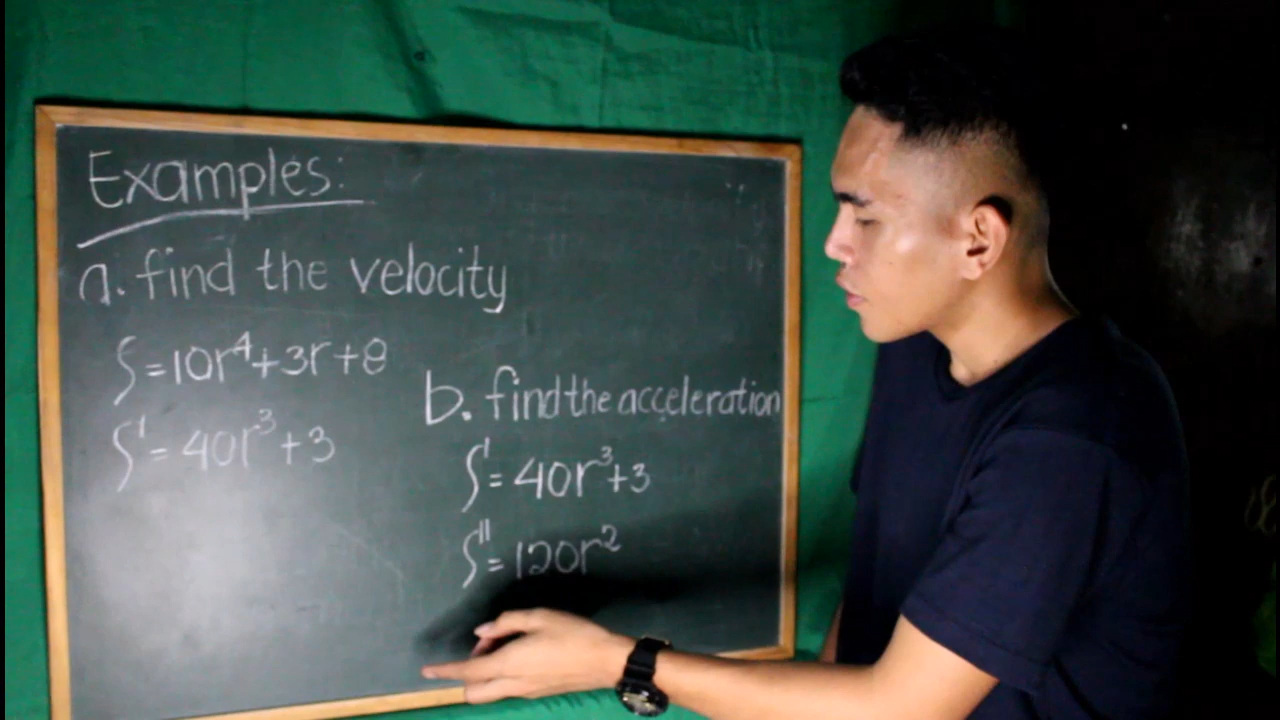 Examples:
a. find the velocity
S=10r⁴+3r+8
S'=40r³+3
b. find the acceleration
S'=40r³+3
S''=120r²